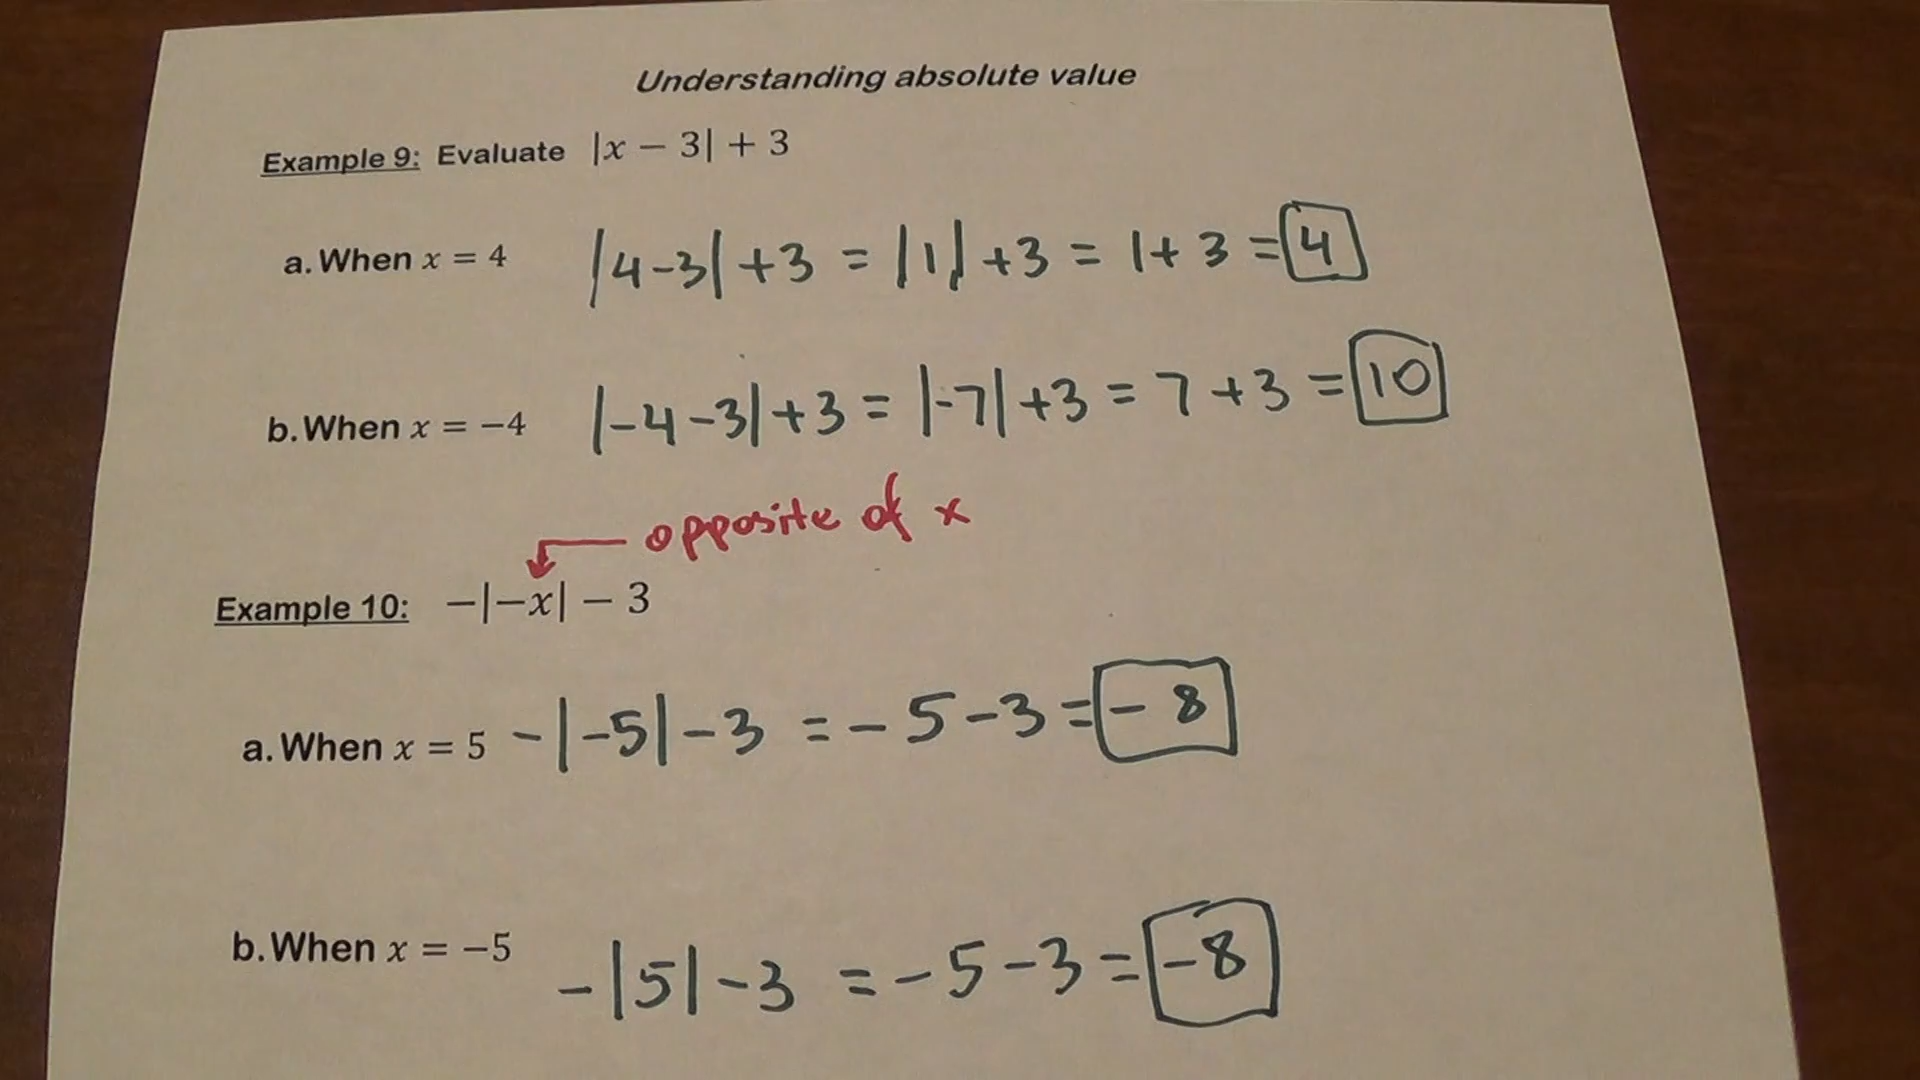 Understanding absolute value
Example 9: Evaluate |x − 3| + 3
a. When x = 4 |4-3| +3 = |1| +3 = 1+ 3 = 4
b. When x = −4 |-4-3|+3 = |-7| +3 = 7 +3 = 10
opposite of x
Example 10: −|−x| − 3
a. When x = 5 -|-5|-3 = -5-3 = -8
b. When x = −5 -|5|-3 = -5-3 = -8